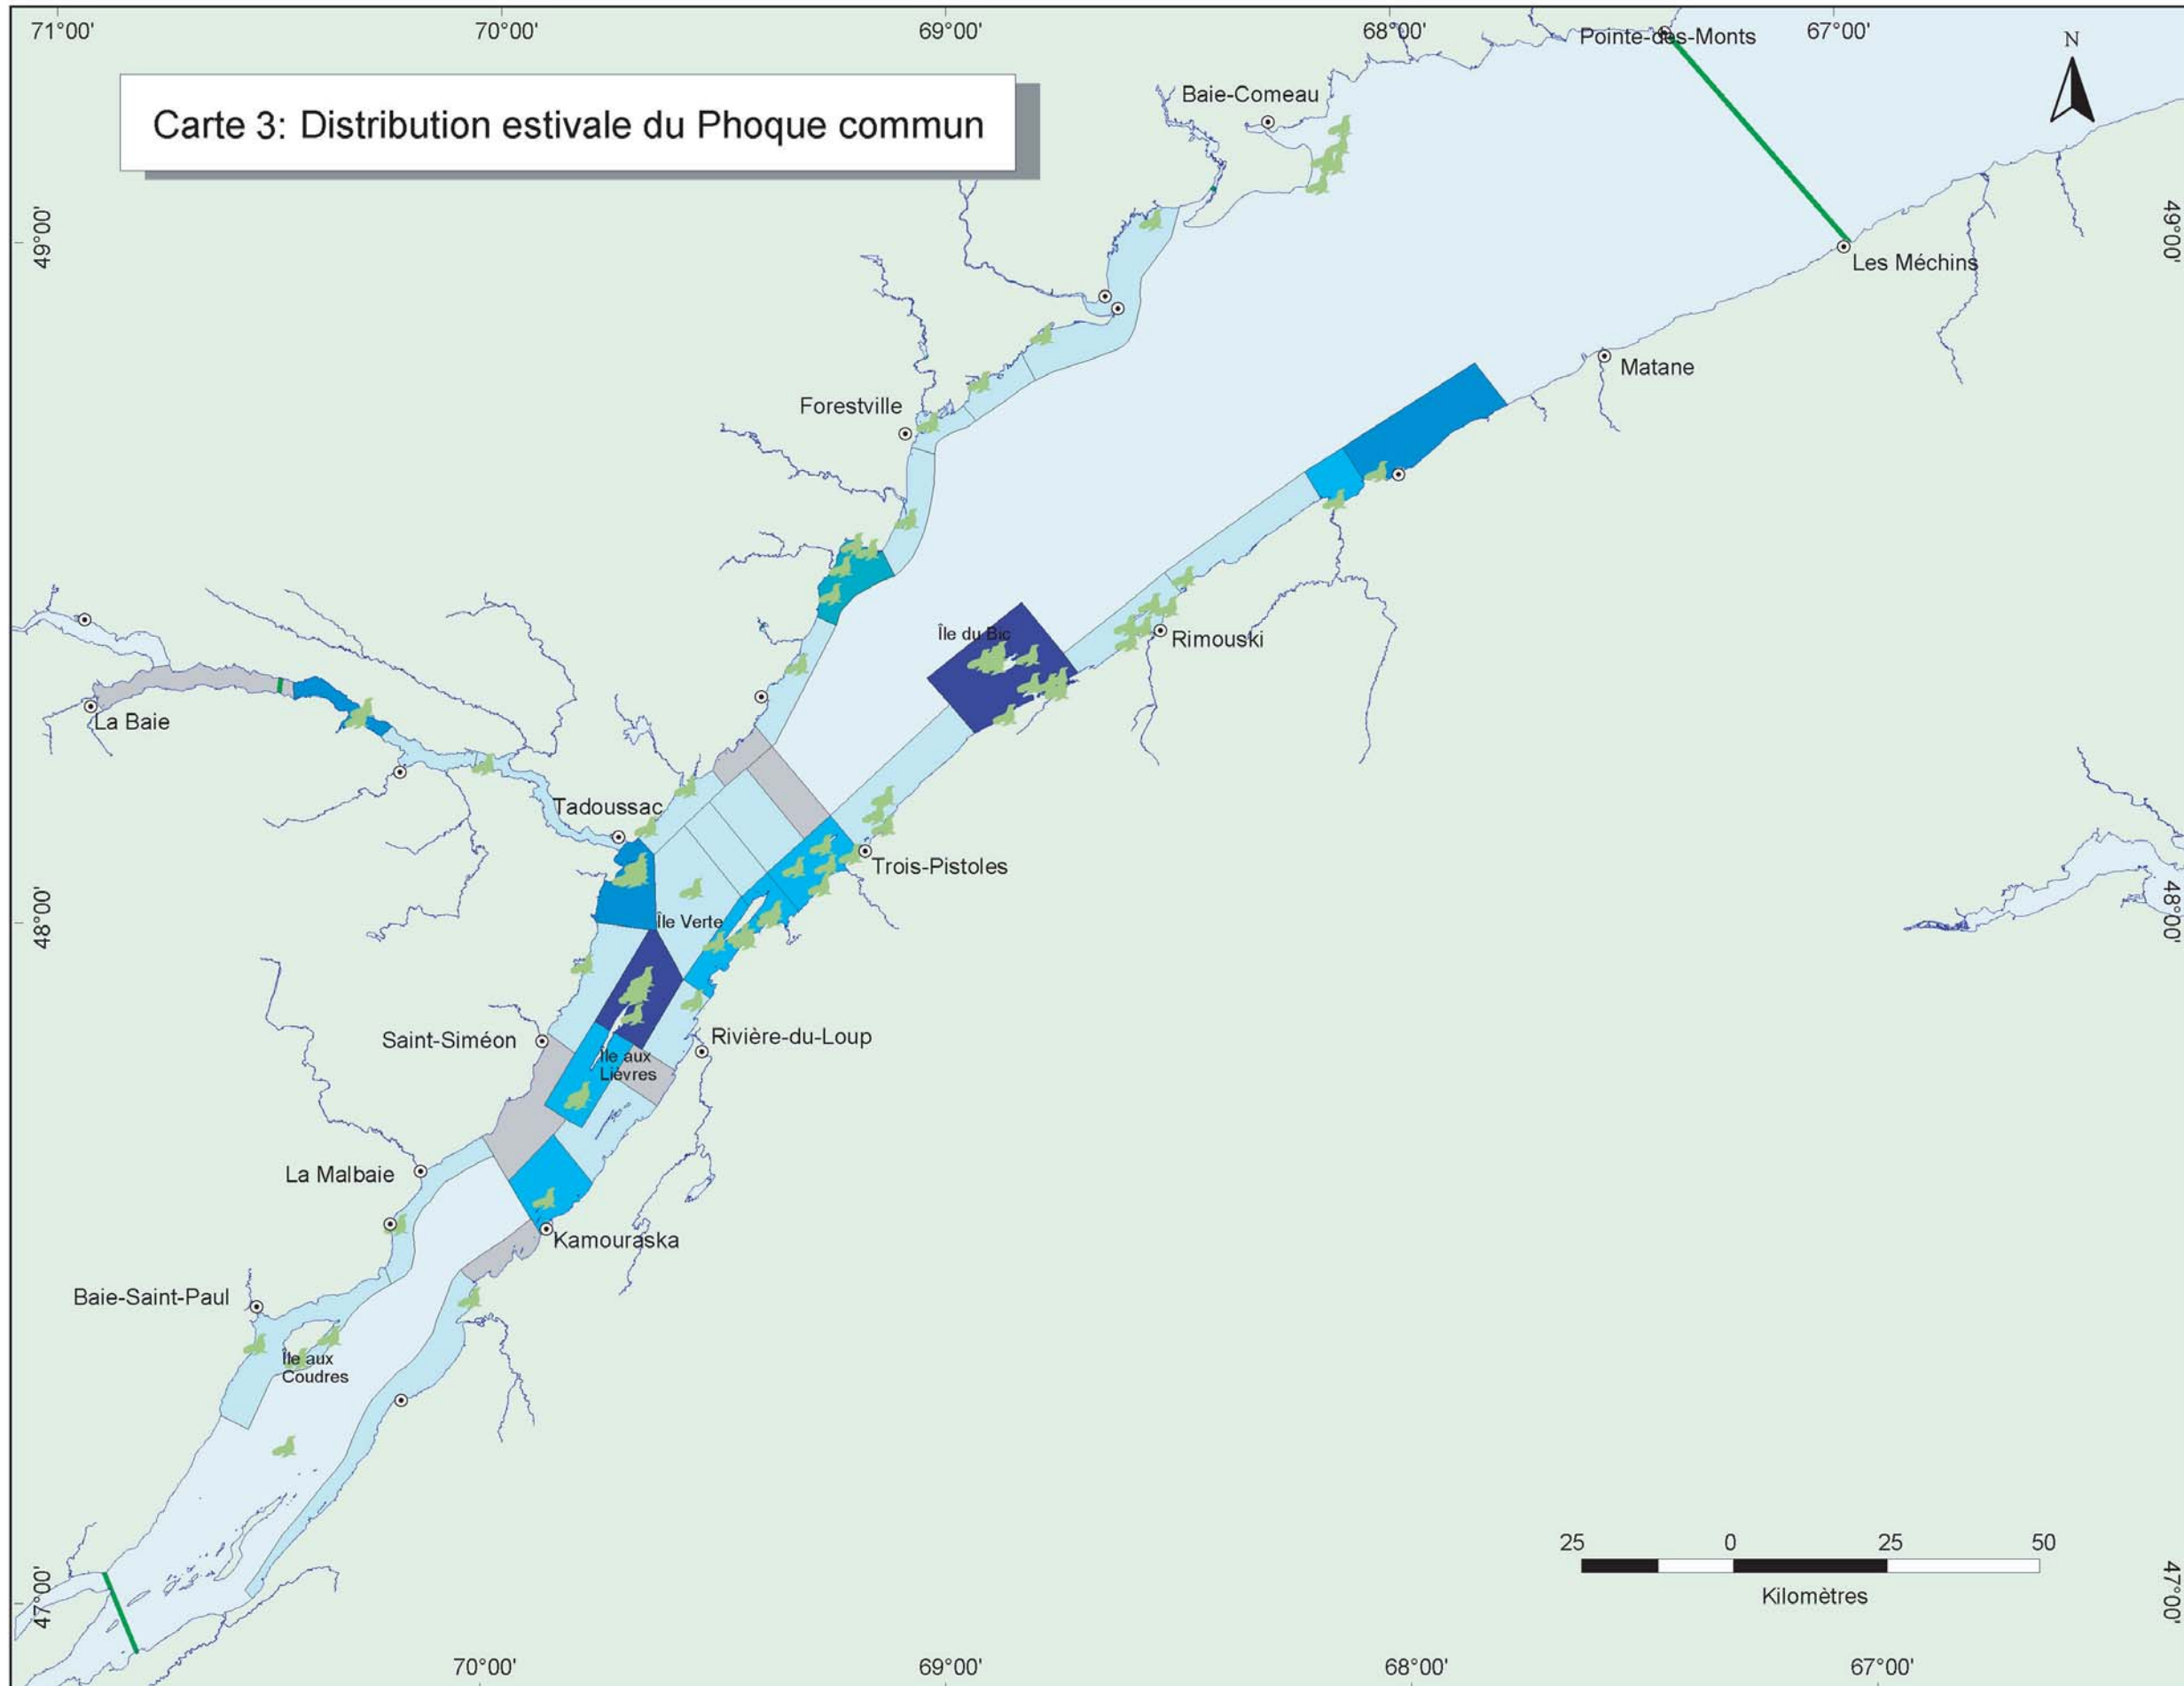 71°00'
70°00'
69°00'
68°00'
67°00'
Pointe-des-Monts
N
Baie-Comeau
Carte 3: Distribution estivale du Phoque commun
49°00'
49°00'
Les Méchins
Matane
Forestville
Île du Bic
Rimouski
La Baie
Tadoussac
Trois-Pistoles
48°00'
48°00'
Île Verte
Saint-Siméon
Rivière-du-Loup
Île aux
Lièvres
La Malbaie
Kamouraska
Baie-Saint-Paul
Île aux
Coudres
25
0
25
50
Kilomètres
47°00'
47°00'
70°00'
69°00'
68°00'
67°00'